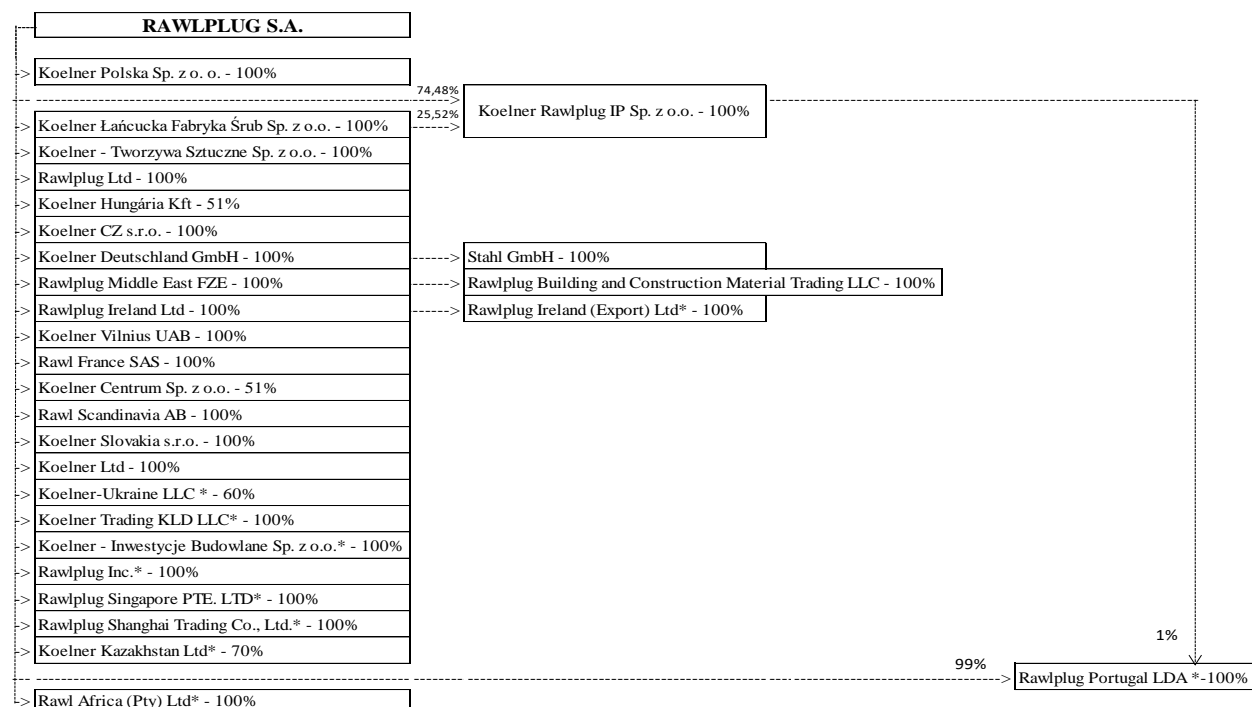 RAWLPLUG S.A.
Koelner Polska Sp. z o. o. - 100%
74,48%
Koelner Rawlplug IP Sp. z o.o. - 100%
25,52%
Koelner Łańcucka Fabryka Śrub Sp. z o.o. - 100%
Koelner - Tworzywa Sztuczne Sp. z o.o. - 100%
Rawlplug Ltd - 100%
Koelner Hungária Kft - 51%
Koelner CZ s.r.o. - 100%
Koelner Deutschland GmbH - 100%
Stahl GmbH - 100%
Rawlplug Middle East FZE - 100%
Rawlplug Building and Construction Material Trading LLC - 100%
Rawlplug Ireland Ltd - 100%
Rawlplug Ireland (Export) Ltd* - 100%
Koelner Vilnius UAB - 100%
Rawl France SAS - 100%
Koelner Centrum Sp. z o.o. - 51%
Rawl Scandinavia AB - 100%
Koelner Slovakia s.r.o. - 100%
Koelner Ltd - 100%
Koelner-Ukraine LLC * - 60%
Koelner Trading KLD LLC* - 100%
Koelner - Inwestycje Budowlane Sp. z o.o.* - 100%
Rawlplug Inc.* - 100%
Rawlplug Singapore PTE. LTD* - 100%
Rawlplug Shanghai Trading Co., Ltd.* - 100%
Koelner Kazakhstan Ltd* - 70%
1%
99%
Rawlplug Portugal LDA *-100%
Rawl Africa (Pty) Ltd* - 100%